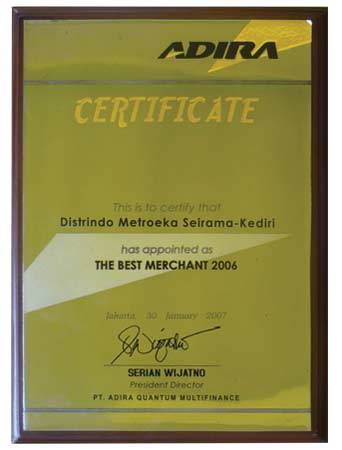 ADIRA
CERTIFICATE
This is to certify that
Distrindo Metroeka Seirama-Kediri
has appointed as
THE BEST MERCHANT 2006
Jakarta, 30 January 2007
SERIAN WIJATNO
President Director
PT. ADIRA QUANTUM MULTIFINANCE